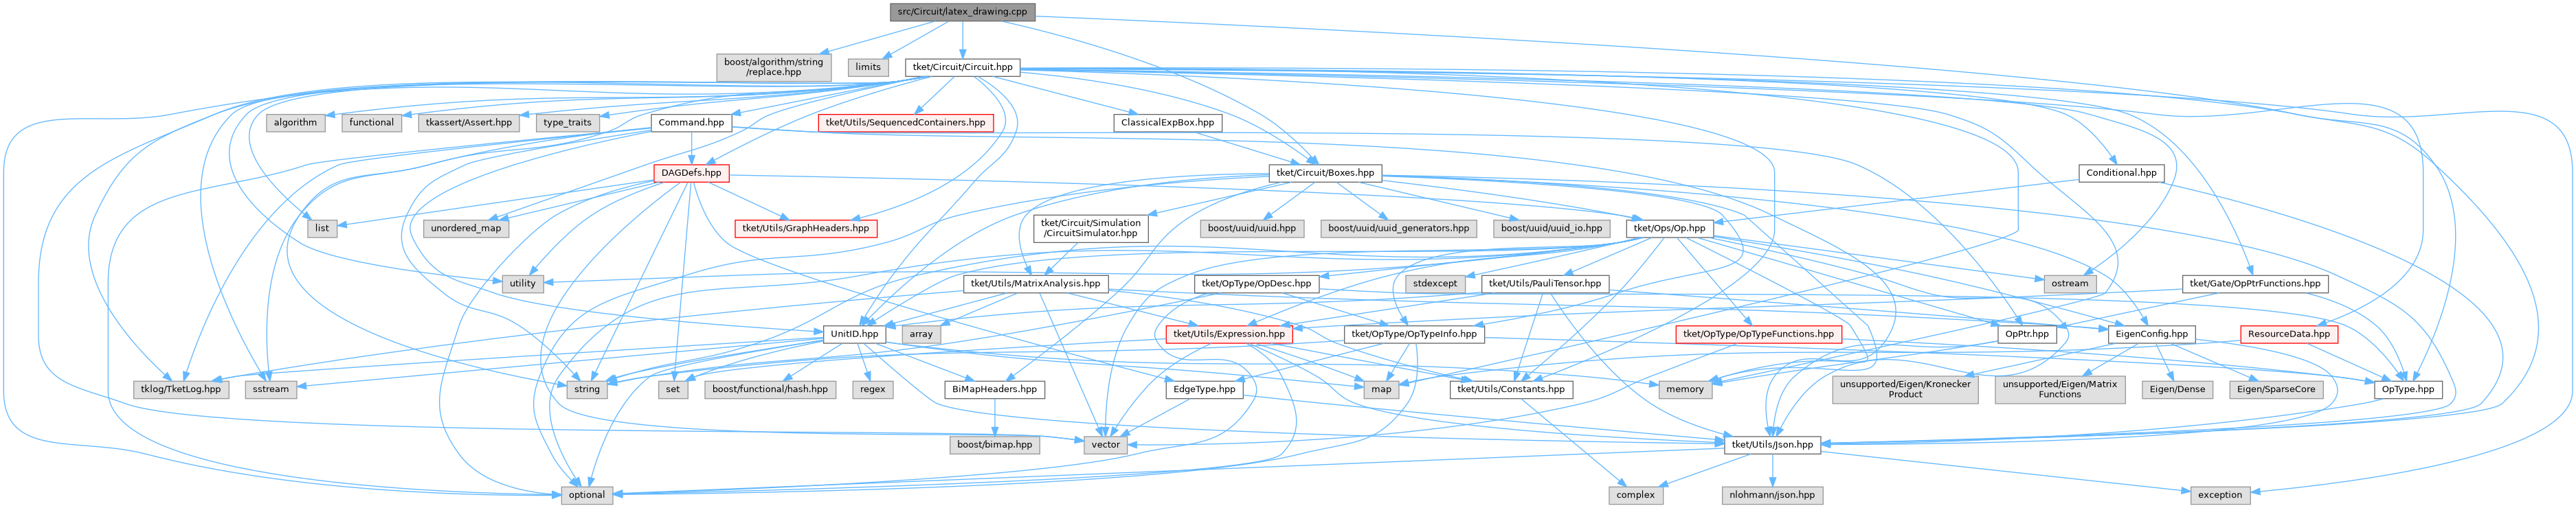 src/Circuit/latex_drawing.cpp
boost/algorithm/string
/replace.hpp
limits
tket/Circuit/Circuit.hpp
algorithm
functional
tkassert/Assert.hpp
type_traits
Command.hpp
tket/Utils/SequencedContainers.hpp
ClassicalExpBox.hpp
DAGDefs.hpp
tket/Circuit/Boxes.hpp
Conditional.hpp
list
unordered_map
tket/Utils/GraphHeaders.hpp
tket/Circuit/Simulation
/CircuitSimulator.hpp
boost/uuid/uuid.hpp
boost/uuid/uuid_generators.hpp
boost/uuid/uuid_io.hpp
tket/Ops/Op.hpp
utility
tket/Utils/MatrixAnalysis.hpp
tket/OpType/OpDesc.hpp
stdexcept
tket/Utils/PauliTensor.hpp
ostream
tket/Gate/OpPtrFunctions.hpp
UnitID.hpp
array
tket/Utils/Expression.hpp
tket/OpType/OpTypeInfo.hpp
tket/OpType/OpTypeFunctions.hpp
OpPtr.hpp
EigenConfig.hpp
ResourceData.hpp
tklog/TketLog.hpp
sstream
string
set
boost/functional/hash.hpp
regex
BiMapHeaders.hpp
EdgeType.hpp
map
tket/Utils/Constants.hpp
memory
unsupported/Eigen/Kronecker
Product
unsupported/Eigen/Matrix
Functions
Eigen/Dense
Eigen/SparseCore
OpType.hpp
boost/bimap.hpp
vector
tket/Utils/Json.hpp
optional
complex
nlohmann/json.hpp
exception